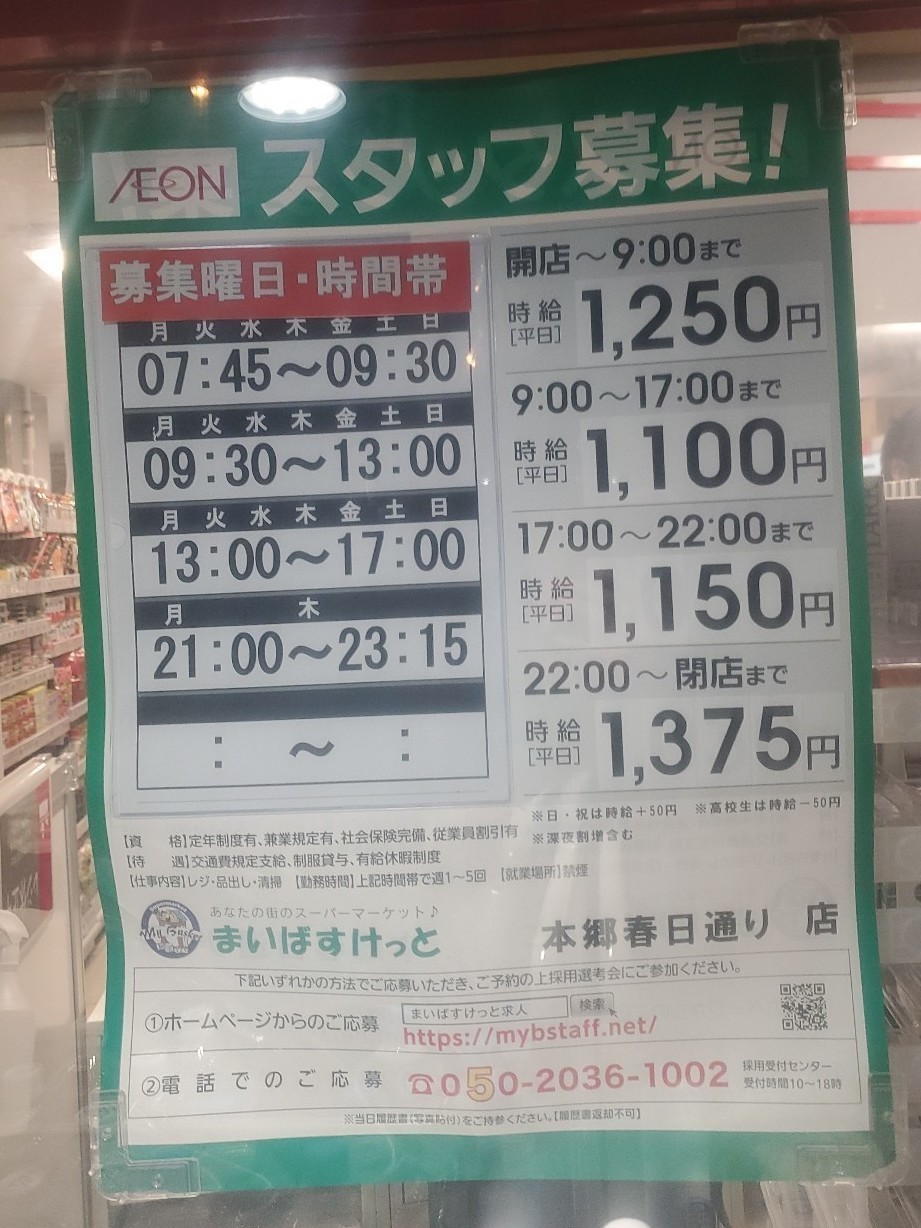 AEON スタッフ募集!
募集曜日・時間帯
月 火 水 木 金 土 日
07:45～09:30
月 火 水 木 金 土 日
09:30～13:00
月 火 水 木 金 土 日
13:00～17:00
月 木
21:00～23:15
: ～ :
開店～9:00まで
時給[平日] 1,250円
9:00～17:00まで
時給[平日] 1,100円
17:00～22:00まで
時給[平日] 1,150円
22:00～閉店まで
時給[平日] 1,375円
※日・祝は時給+50円 ※高校生は時給-50円
※深夜割増含む
【資 格】定年制度有、兼業規定有、社会保険完備、従業員割引有
【待 遇】交通費規定支給、制服貸与、有給休暇制度
【仕事内容】レジ・品出し・清掃 【勤務時間】上記時間帯で週1～5回 【就業場所】禁煙
あなたの街のスーパーマーケット♪
まいばすけっと
本郷春日通り 店
下記いずれかの方法でご応募いただき、ご予約の上採用選考会にご参加ください。
①ホームページからのご応募
まいばすけっと求人 検索
https://mybstaff.net/
②電話でのご応募 ☎050-2036-1002
採用受付センター
受付時間10～18時
※当日履歴書(写真貼付)をご持参ください。【履歴書返却不可】